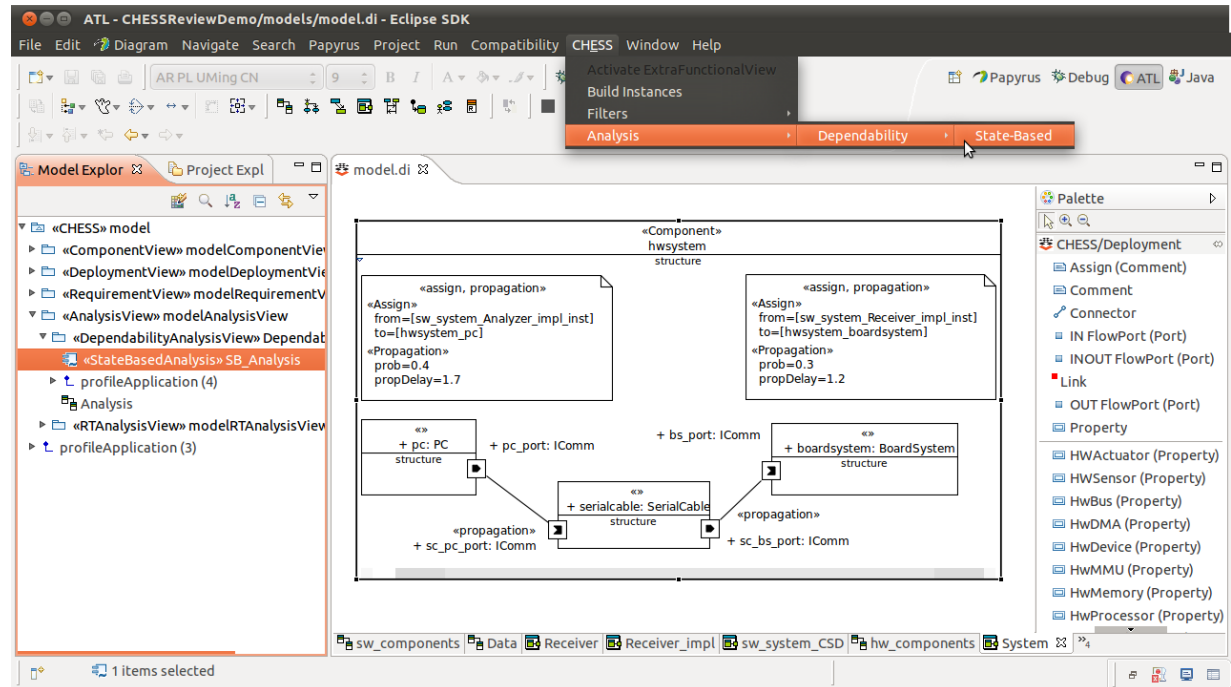 ATL - CHESSReviewDemo/models/model.di - Eclipse SDK
File Edit Diagram Navigate Search Papyrus Project Run Compatibility CHESS Window Help
AR PL UMing CN 9 B I A
Activate ExtraFunctionalView
Build Instances
Filters
Analysis
Dependability
State-Based
Papyrus Debug ATL Java
Model Explor Project Expl
«CHESS» model
«ComponentView» modelComponentView
«DeploymentView» modelDeploymentVie
«RequirementView» modelRequirementV
«AnalysisView» modelAnalysisView
«DependabilityAnalysisView» Dependab
«StateBasedAnalysis» SB_Analysis
profileApplication (4)
Analysis
«RTAnalysisView» modelRTAnalysisView
profileApplication (3)
model.di
«Component»
hwsystem
structure
«assign, propagation»
«Assign»
from=[sw_system_Analyzer_impl_inst]
to=[hwsystem_pc]
«Propagation»
prob=0.4
propDelay=1.7
«assign, propagation»
«Assign»
from=[sw_system_Receiver_impl_inst]
to=[hwsystem_boardsystem]
«Propagation»
prob=0.3
propDelay=1.2
«»
+ pc: PC
structure
+ pc_port: IComm
+ bs_port: IComm
«»
+ boardsystem: BoardSystem
structure
«»
+ serialcable: SerialCable
structure
«propagation»
+ sc_pc_port: IComm
«propagation»
+ sc_bs_port: IComm
Palette
CHESS/Deployment
Assign (Comment)
Comment
Connector
IN FlowPort (Port)
INOUT FlowPort (Port)
Link
OUT FlowPort (Port)
Property
HWActuator (Property)
HWSensor (Property)
HwBus (Property)
HwDMA (Property)
HwDevice (Property)
HwMMU (Property)
HwMemory (Property)
HwProcessor (Property)
sw_components Data Receiver Receiver_impl sw_system_CSD hw_components System »4
1 items selected